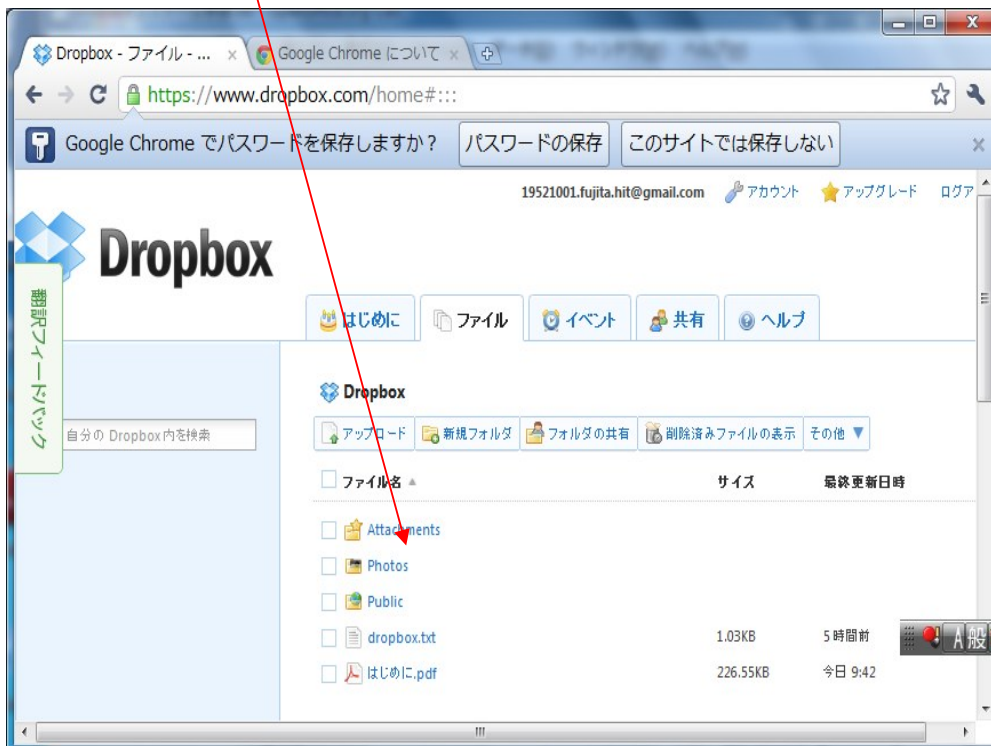 Dropbox - ファイル - ... × Google Chrome について ×
https://www.dropbox.com/home#:::
Google Chrome でパスワードを保存しますか？ パスワードの保存 このサイトでは保存しない ×
19521001.fujita.hit@gmail.com アカウント アップグレード ログア
Dropbox
翻訳フィードバック
はじめに ファイル イベント 共有 ヘルプ
Dropbox
自分の Dropbox内を検索
アップロード 新規フォルダ フォルダの共有 削除済みファイルの表示 その他 ▼
ファイル名 ▲ サイズ 最終更新日時
Attachments
Photos
Public
dropbox.txt 1.03KB 5 時間前
A 般
はじめに.pdf 226.55KB 今日 9:42